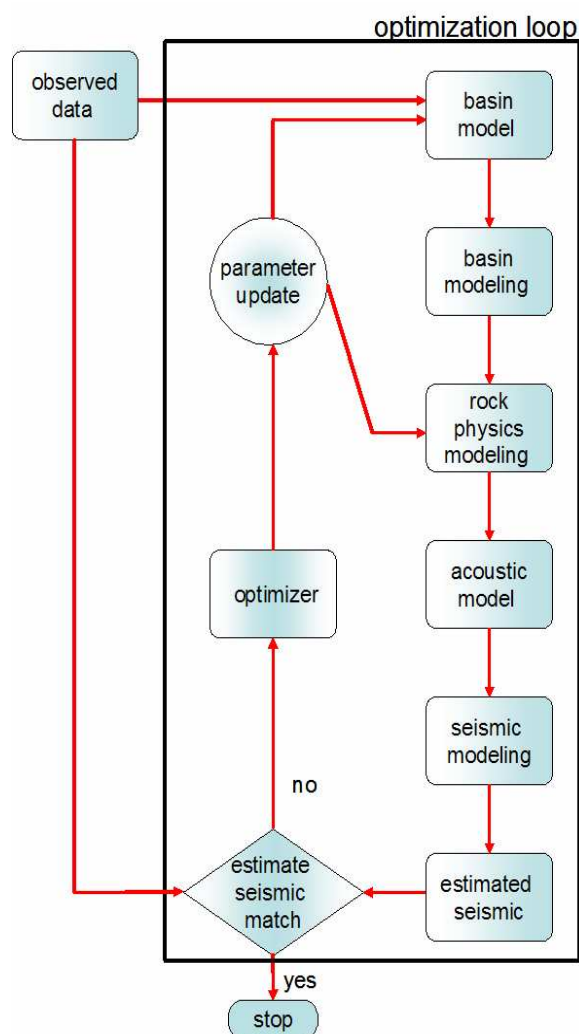 optimization loop
observed
data
basin
model
parameter
update
basin
modeling
rock
physics
modeling
optimizer
acoustic
model
seismic
modeling
no
estimate
seismic
match
estimated
seismic
yes
stop